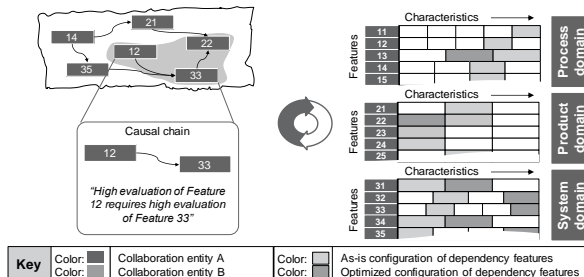 14
21
22
12
35
33
Causal chain
12
33
"High evaluation of Feature
12 requires high evaluation
of Feature 33"
Characteristics
Features
11
12
13
14
15
Process
domain
Characteristics
Features
21
22
23
24
25
Product
domain
Characteristics
Features
31
32
33
34
35
System
domain
Key
Color: Collaboration entity A
Color: Collaboration entity B
Color: As-is configuration of dependency features
Color: Optimized configuration of dependency features